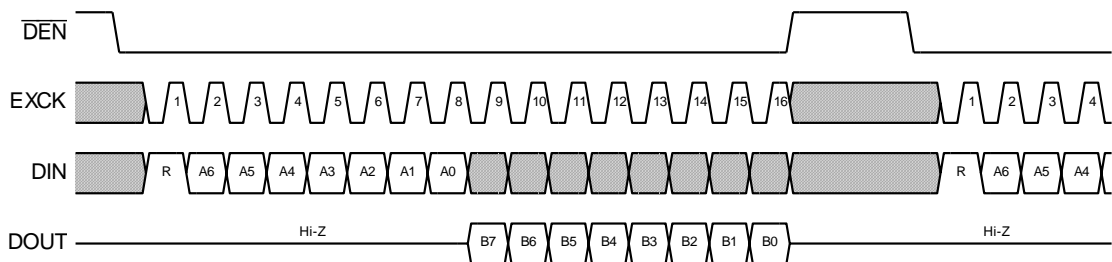 DEN
EXCK 1 2 3 4 5 6 7 8 9 10 11 12 13 14 15 16 1 2 3 4
DIN R A6 A5 A4 A3 A2 A1 A0 R A6 A5 A4
DOUT Hi-Z B7 B6 B5 B4 B3 B2 B1 B0 Hi-Z